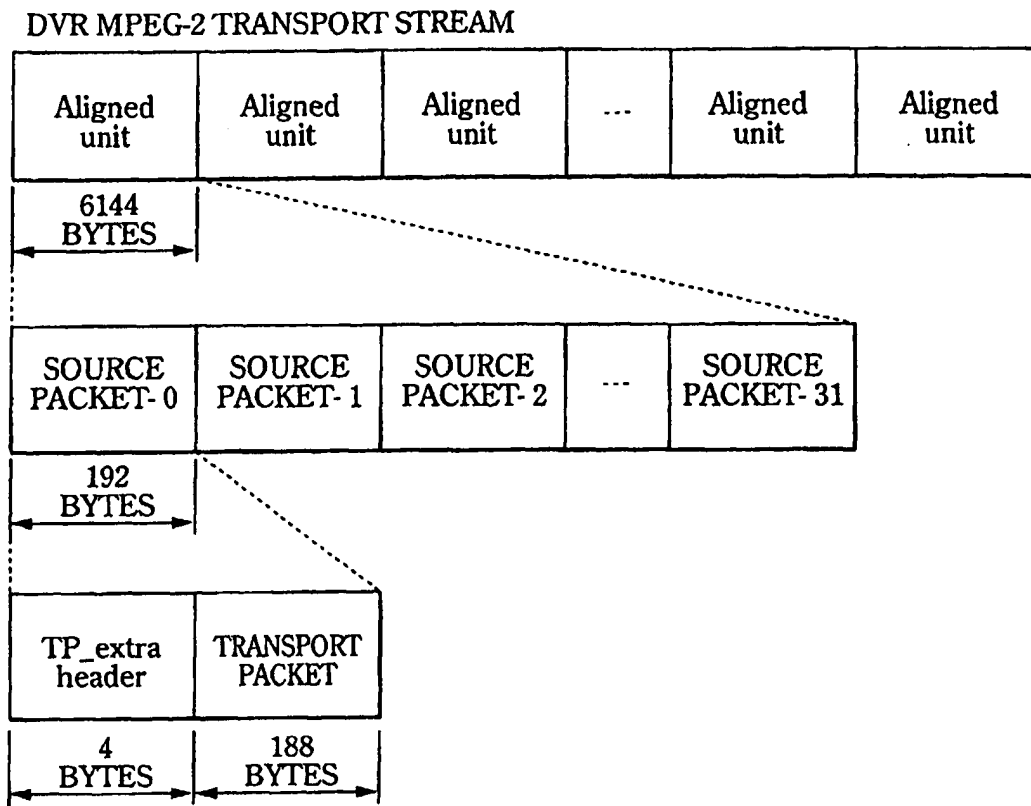 DVR MPEG-2 TRANSPORT STREAM
Aligned
unit
Aligned
unit
Aligned
unit
---
Aligned
unit
Aligned
unit
6144
BYTES
SOURCE
PACKET- 0
SOURCE
PACKET- 1
SOURCE
PACKET- 2
---
SOURCE
PACKET- 31
192
BYTES
TP_extra
header
TRANSPORT
PACKET
4
BYTES
188
BYTES